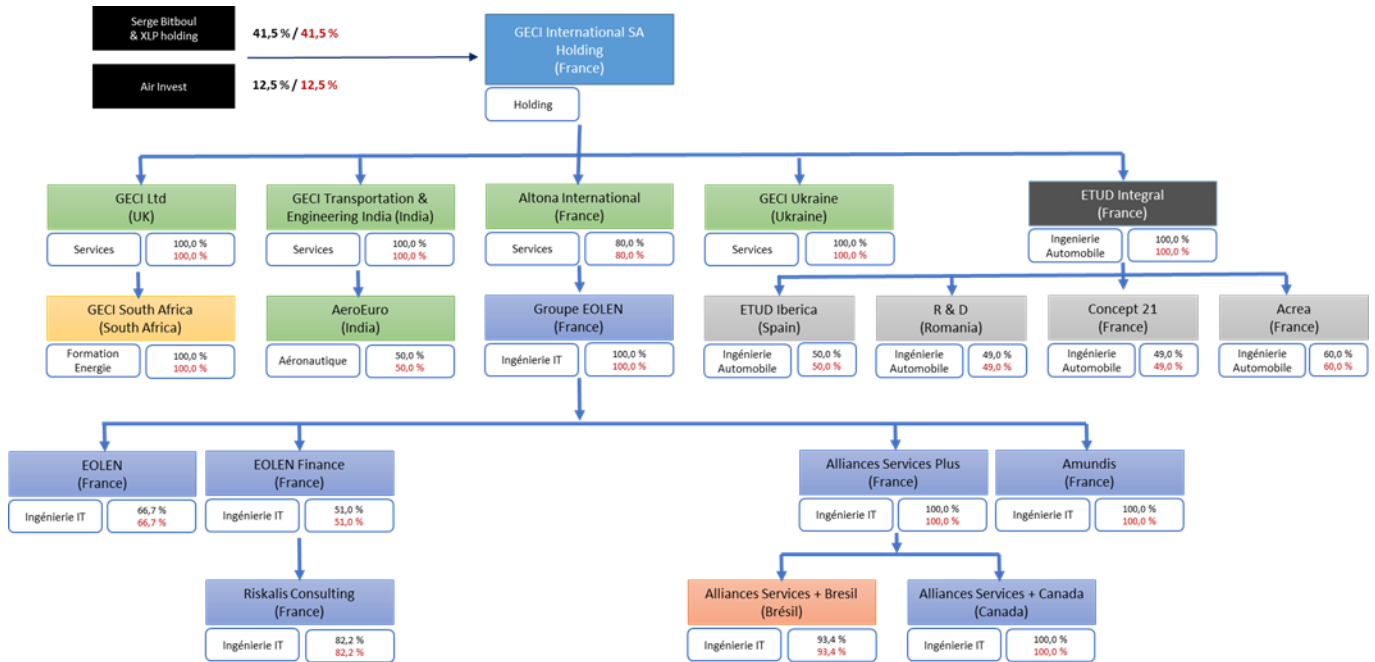 Serge Bitboul
& XLP holding
41,5 % / 41,5 %
Air Invest
12,5 % / 12,5 %
GECI International SA
Holding
(France)
Holding
GECI Ltd
(UK)
Services
100,0 %
100,0 %
GECI Transportation &
Engineering India (India)
Services
100,0 %
100,0 %
Altona International
(France)
Services
80,0 %
80,0 %
GECI Ukraine
(Ukraine)
Services
100,0 %
100,0 %
ETUD Integral
(France)
Ingenierie
Automobile
100,0 %
100,0 %
GECI South Africa
(South Africa)
Formation
Energie
100,0 %
100,0 %
AeroEuro
(India)
Aéronautique
50,0 %
50,0 %
Groupe EOLEN
(France)
Ingénierie IT
100,0 %
100,0 %
ETUD Iberica
(Spain)
Ingénierie
Automobile
50,0 %
50,0 %
R & D
(Romania)
Ingénierie
Automobile
49,0 %
49,0 %
Concept 21
(France)
Ingénierie
Automobile
49,0 %
49,0 %
Acrea
(France)
Ingénierie
Automobile
60,0 %
60,0 %
EOLEN
(France)
Ingénierie IT
66,7 %
66,7 %
EOLEN Finance
(France)
Ingénierie IT
51,0 %
51,0 %
Alliances Services Plus
(France)
Ingénierie IT
100,0 %
100,0 %
Amundis
(France)
Ingénierie IT
100,0 %
100,0 %
Riskalis Consulting
(France)
Ingénierie IT
82,2 %
82,2 %
Alliances Services + Bresil
(Brésil)
Ingénierie IT
93,4 %
93,4 %
Alliances Services + Canada
(Canada)
Ingénierie IT
100,0 %
100,0 %